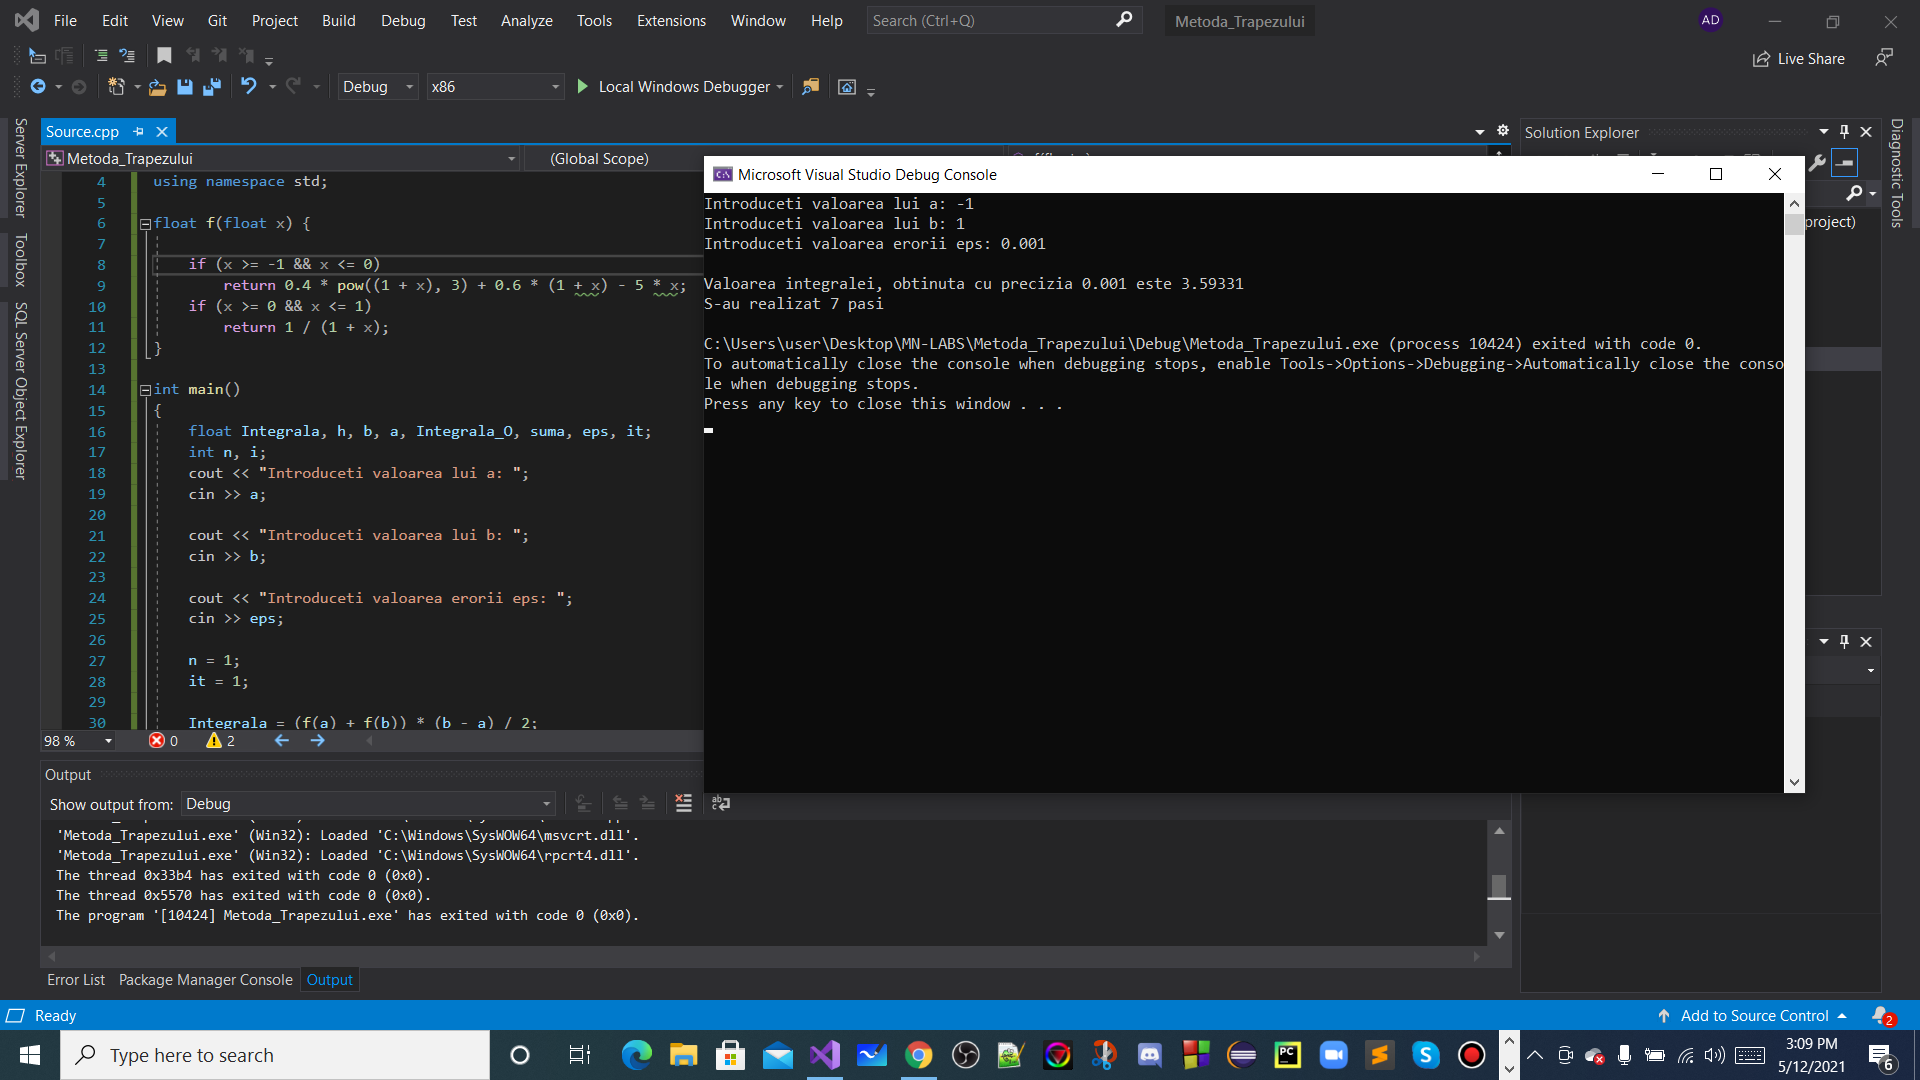 File Edit View Git Project Build Debug Test Analyze Tools Extensions Window Help Search (Ctrl+Q) Metoda_Trapezului AD
Live Share
Debug x86 Local Windows Debugger
Server Explorer
Toolbox
SQL Server Object Explorer
Source.cpp
Metoda_Trapezului (Global Scope)
4 using namespace std;
5
6 float f(float x) {
7
8 if (x >= -1 && x <= 0)
9 return 0.4 * pow((1 + x), 3) + 0.6 * (1 + x) - 5 * x;
10 if (x >= 0 && x <= 1)
11 return 1 / (1 + x);
12 }
13
14 int main()
15 {
16 float Integrala, h, b, a, Integrala_O, suma, eps, it;
17 int n, i;
18 cout << "Introduceti valoarea lui a: ";
19 cin >> a;
20
21 cout << "Introduceti valoarea lui b: ";
22 cin >> b;
23
24 cout << "Introduceti valoarea erorii eps: ";
25 cin >> eps;
26
27 n = 1;
28 it = 1;
29
30 Integrala = (f(a) + f(b)) * (b - a) / 2;
98 % 0 2
Microsoft Visual Studio Debug Console
Introduceti valoarea lui a: -1
Introduceti valoarea lui b: 1
Introduceti valoarea erorii eps: 0.001
Valoarea integralei, obtinuta cu precizia 0.001 este 3.59331
S-au realizat 7 pasi
C:\Users\user\Desktop\MN-LABS\Metoda_Trapezului\Debug\Metoda_Trapezului.exe (process 10424) exited with code 0.
To automatically close the console when debugging stops, enable Tools->Options->Debugging->Automatically close the conso
le when debugging stops.
Press any key to close this window . . .
Solution Explorer
project)
Diagnostic Tools
Output
Show output from: Debug
'Metoda_Trapezului.exe' (Win32): Loaded 'C:\Windows\SysWOW64\msvcrt.dll'.
'Metoda_Trapezului.exe' (Win32): Loaded 'C:\Windows\SysWOW64\rpcrt4.dll'.
The thread 0x33b4 has exited with code 0 (0x0).
The thread 0x5570 has exited with code 0 (0x0).
The program '[10424] Metoda_Trapezului.exe' has exited with code 0 (0x0).
Error List Package Manager Console Output
Ready Add to Source Control 2
Type here to search
PC
3:09 PM
5/12/2021
6